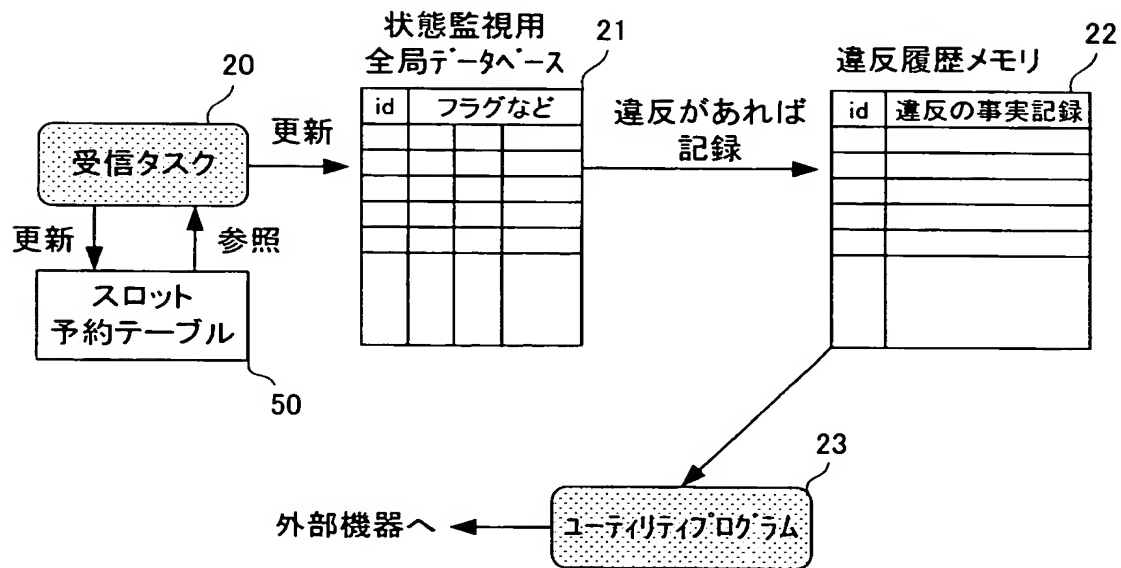 状態監視用
全局データベース
21
id
フラグなど
20
受信タスク
更新
更新
参照
スロット
予約テーブル
50
違反があれば
記録
違反履歴メモリ
22
id
違反の事実記録
23
ユーティリティプログラム
外部機器へ